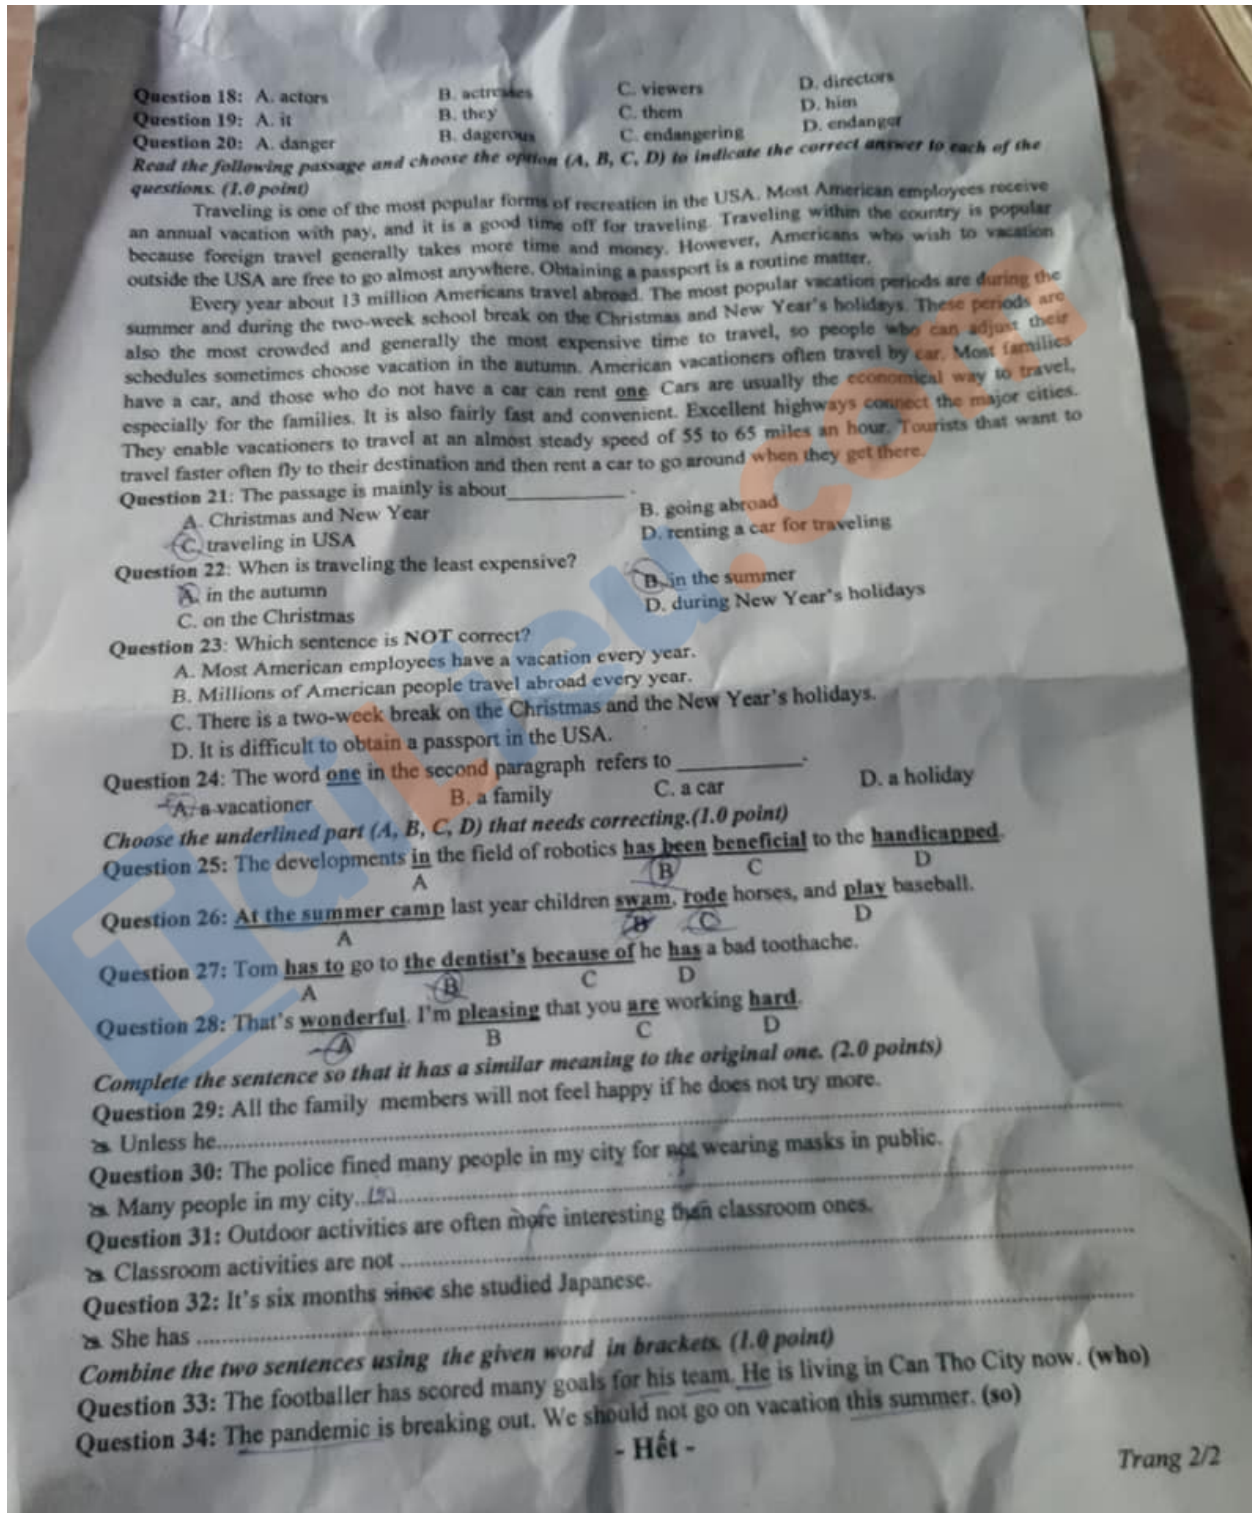 Question 18: A. actors B. actresses C. viewers D. directors
Question 19: A. it B. they C. them D. him
Question 20: A. danger B. dagerous C. endangering D. endanger
Read the following passage and choose the option (A, B, C, D) to indicate the correct answer to each of the
questions. (1.0 point)
Traveling is one of the most popular forms of recreation in the USA. Most American employees receive
an annual vacation with pay, and it is a good time off for traveling. Traveling within the country is popular
because foreign travel generally takes more time and money. However, Americans who wish to vacation
outside the USA are free to go almost anywhere. Obtaining a passport is a routine matter.
Every year about 13 million Americans travel abroad. The most popular vacation periods are during the
summer and during the two-week school break on the Christmas and New Year's holidays. These periods are
also the most crowded and generally the most expensive time to travel, so people who can adjust their
schedules sometimes choose vacation in the autumn. American vacationers often travel by car. Most families
have a car, and those who do not have a car can rent one. Cars are usually the economical way to travel,
especially for the families. It is also fairly fast and convenient. Excellent highways connect the major cities.
They enable vacationers to travel at an almost steady speed of 55 to 65 miles an hour. Tourists that want to
travel faster often fly to their destination and then rent a car to go around when they get there.
Question 21: The passage is mainly is about____________.
A. Christmas and New Year B. going abroad
C. traveling in USA D. renting a car for traveling
Question 22: When is traveling the least expensive?
A. in the autumn B. in the summer
C. on the Christmas D. during New Year's holidays
Question 23: Which sentence is NOT correct?
A. Most American employees have a vacation every year.
B. Millions of American people travel abroad every year.
C. There is a two-week break on the Christmas and the New Year's holidays.
D. It is difficult to obtain a passport in the USA.
Question 24: The word one in the second paragraph refers to ____________.
A. a vacationer B. a family C. a car D. a holiday
Choose the underlined part (A, B, C, D) that needs correcting.(1.0 point)
Question 25: The developments in the field of robotics has been beneficial to the handicapped.
A B C D
Question 26: At the summer camp last year children swam, rode horses, and play baseball.
A B C D
Question 27: Tom has to go to the dentist's because of he has a bad toothache.
A B C D
Question 28: That's wonderful. I'm pleasing that you are working hard.
A B C D
Complete the sentence so that it has a similar meaning to the original one. (2.0 points)
Question 29: All the family members will not feel happy if he does not try more.
Unless he......................................................
Question 30: The police fined many people in my city for not wearing masks in public.
Many people in my city......................................................
Question 31: Outdoor activities are often more interesting than classroom ones.
Classroom activities are not ......................................................
Question 32: It's six months since she studied Japanese.
She has ......................................................
Combine the two sentences using the given word in brackets. (1.0 point)
Question 33: The footballer has scored many goals for his team. He is living in Can Tho City now. (who)
Question 34: The pandemic is breaking out. We should not go on vacation this summer. (so)
- Hết -
Trang 2/2
TaiLieu.com